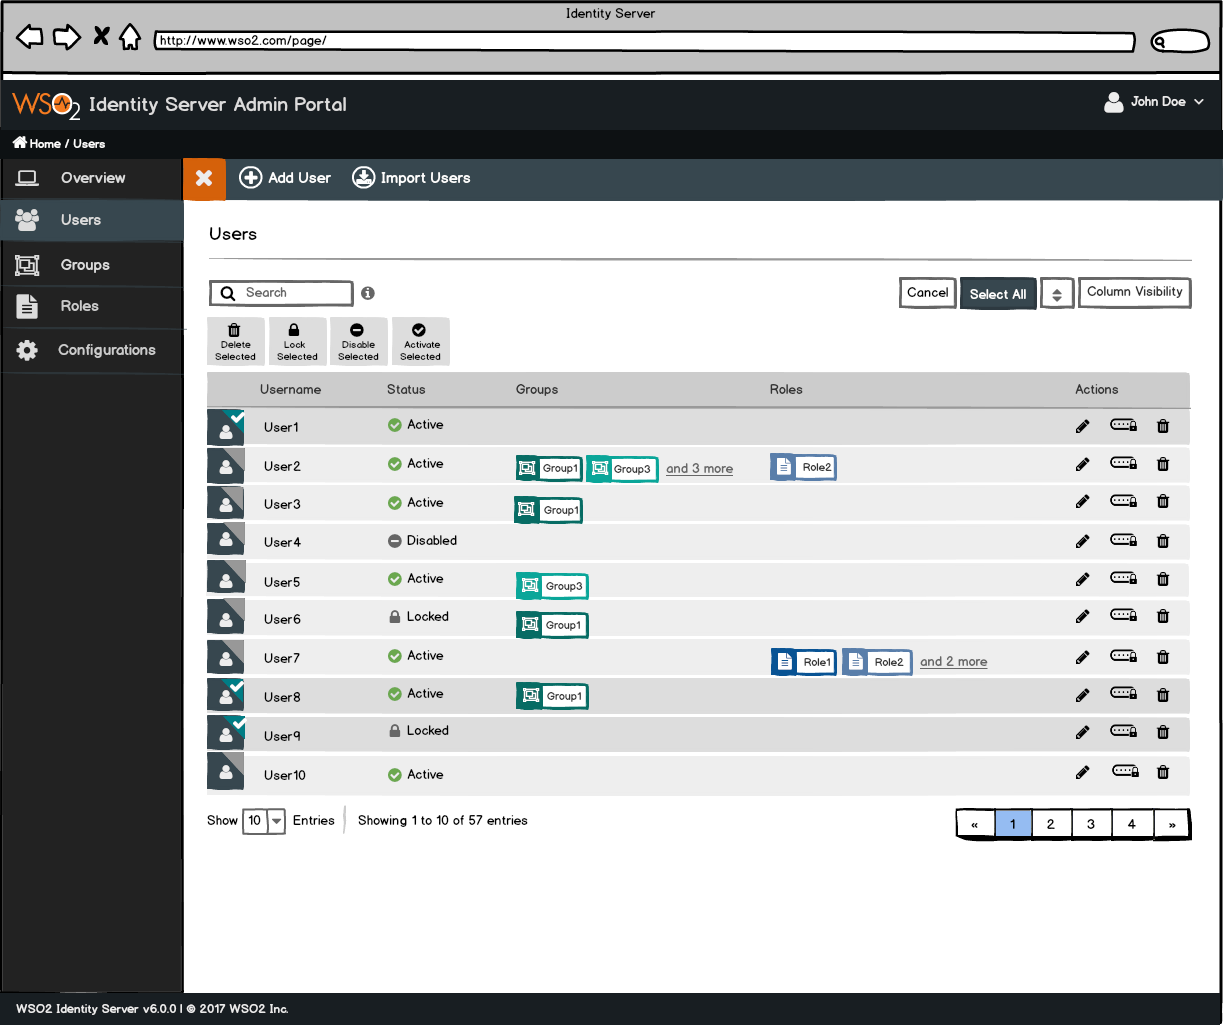 Identity Server
http://www.wso2.com/page/
WSO2 Identity Server Admin Portal
John Doe
Home / Users
Overview
Users
Groups
Roles
Configurations
Add User
Import Users
Users
Search
Cancel
Select All
Column Visibility
Delete Selected
Lock Selected
Disable Selected
Activate Selected
Username Status Groups Roles Actions
User1 Active
User2 Active Group1 Group3 and 3 more Role2
User3 Active Group1
User4 Disabled
User5 Active Group3
User6 Locked Group1
User7 Active Role1 Role2 and 2 more
User8 Active Group1
User9 Locked
User10 Active
Show 10 Entries Showing 1 to 10 of 57 entries
« 1 2 3 4 »
WSO2 Identity Server v6.0.0 | © 2017 WSO2 Inc.